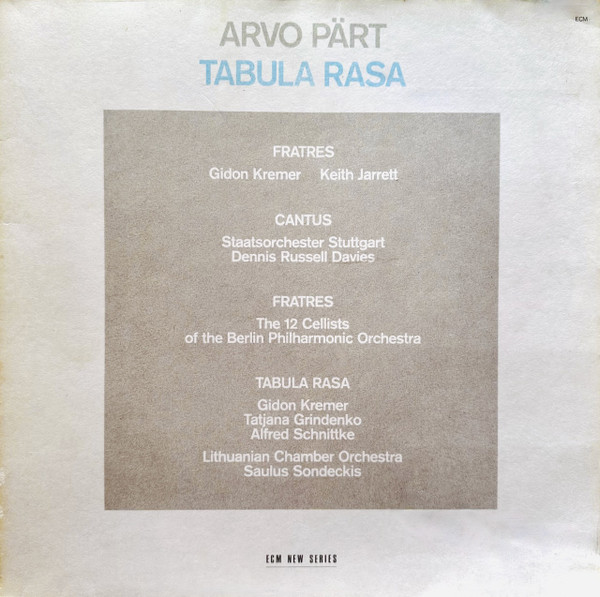 ECM
ARVO PÄRT
TABULA RASA
FRATRES
Gidon Kremer Keith Jarrett
CANTUS
Staatsorchester Stuttgart
Dennis Russell Davies
FRATRES
The 12 Cellists
of the Berlin Philharmonic Orchestra
TABULA RASA
Gidon Kremer
Tatjana Grindenko
Alfred Schnittke
Lithuanian Chamber Orchestra
Saulus Sondeckis
ECM NEW SERIES